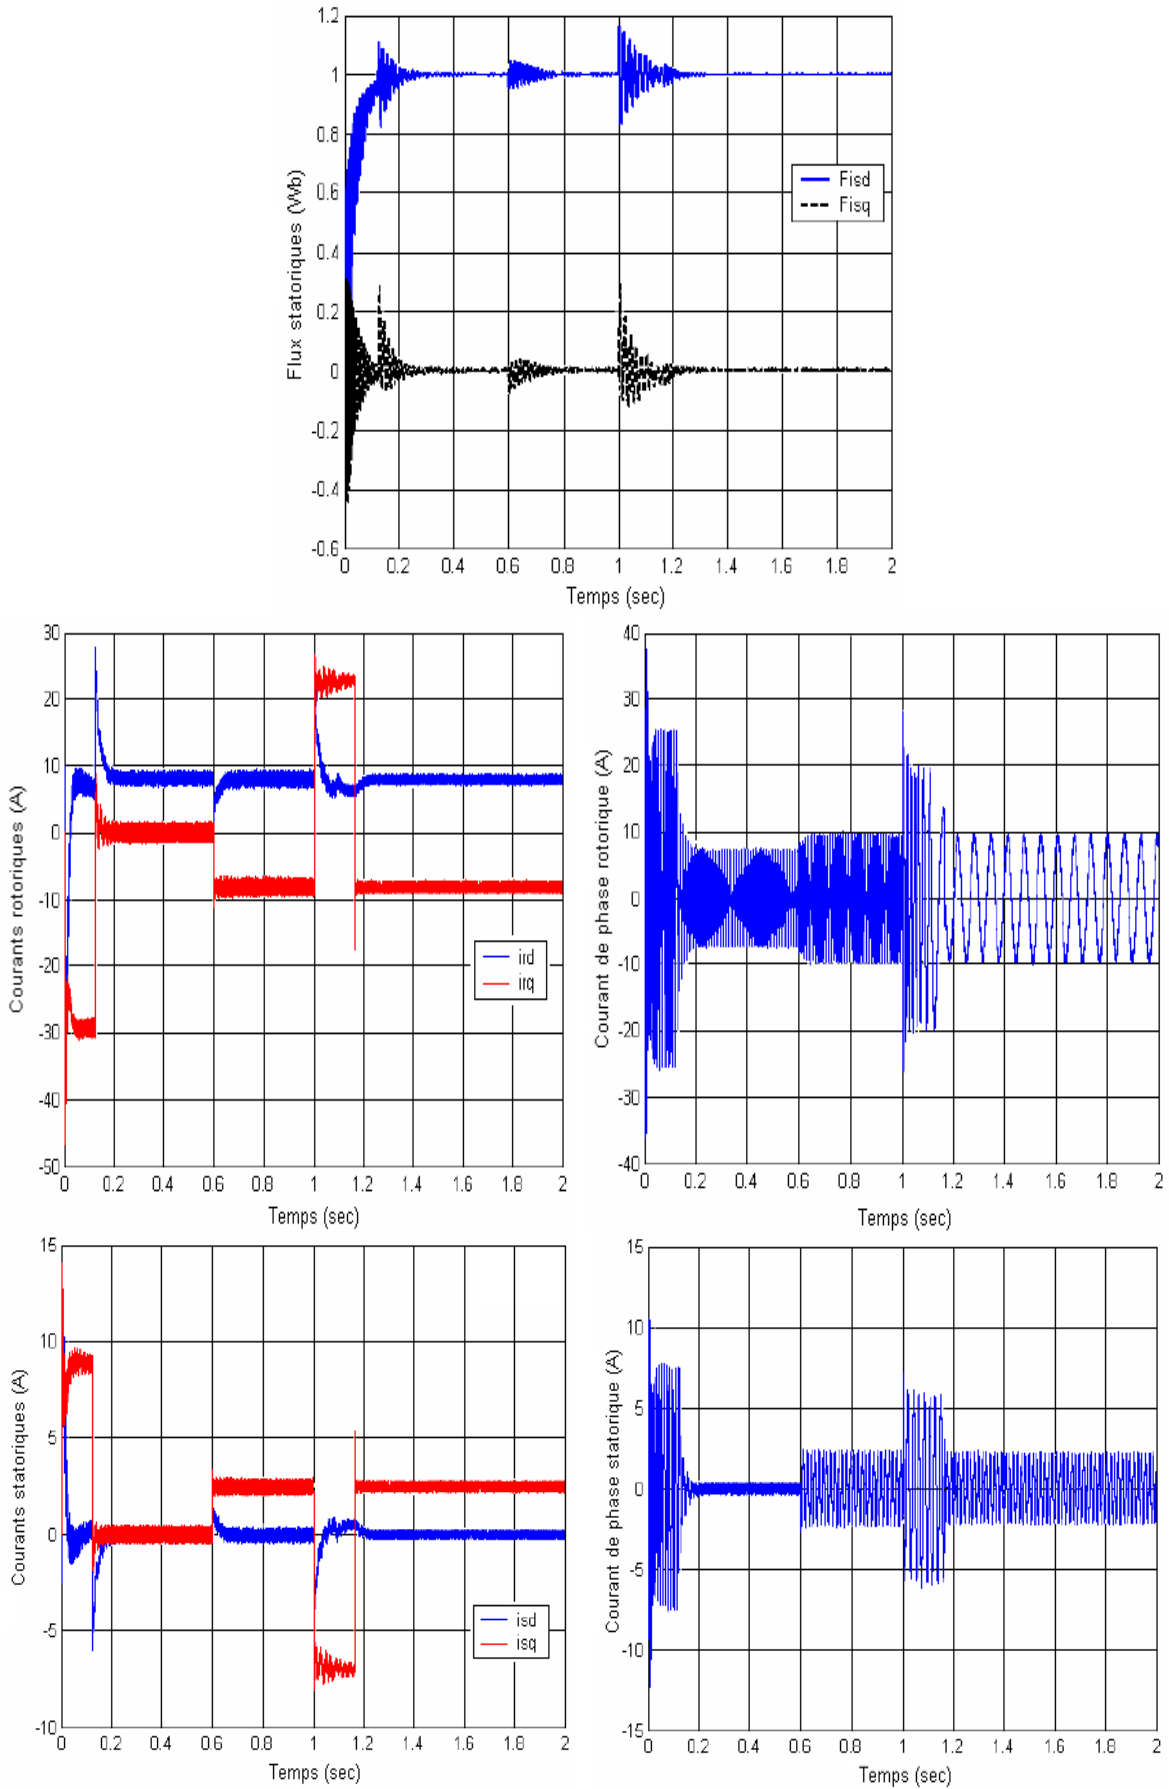 1.2
1
0.8
0.6
0.4
0.2
0
-0.2
-0.4
-0.6
Flux statoriques (Wb)
Fisd
Fisq
0 0.2 0.4 0.6 0.8 1 1.2 1.4 1.6 1.8 2
Temps (sec)
30
20
10
0
-10
-20
-30
-40
-50
Courants rotoriques (A)
ird
irq
0 0.2 0.4 0.6 0.8 1 1.2 1.4 1.6 1.8 2
Temps (sec)
40
30
20
10
0
-10
-20
-30
-40
Courant de phase rotorique (A)
0 0.2 0.4 0.6 0.8 1 1.2 1.4 1.6 1.8 2
Temps (sec)
15
10
5
0
-5
-10
Courants statoriques (A)
isd
isq
0 0.2 0.4 0.6 0.8 1 1.2 1.4 1.6 1.8 2
Temps (sec)
15
10
5
0
-5
-10
-15
Courant de phase statorique (A)
0 0.2 0.4 0.6 0.8 1 1.2 1.4 1.6 1.8 2
Temps (sec)